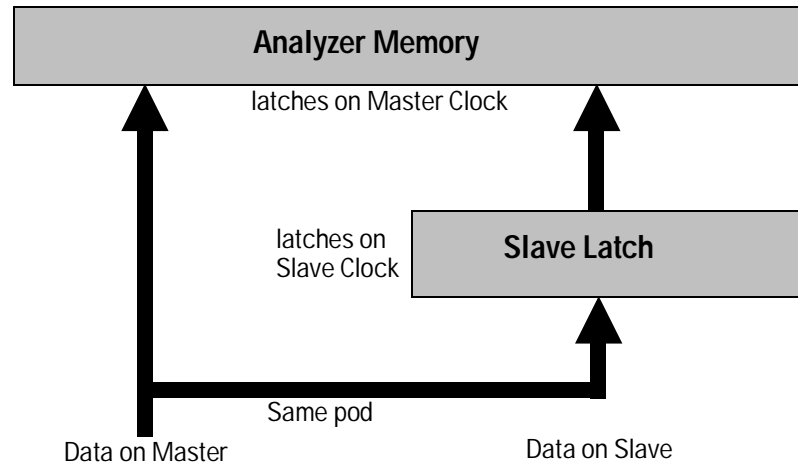 Analyzer Memory
latches on Master Clock
latches on
Slave Clock
Slave Latch
Same pod
Data on Master
Data on Slave